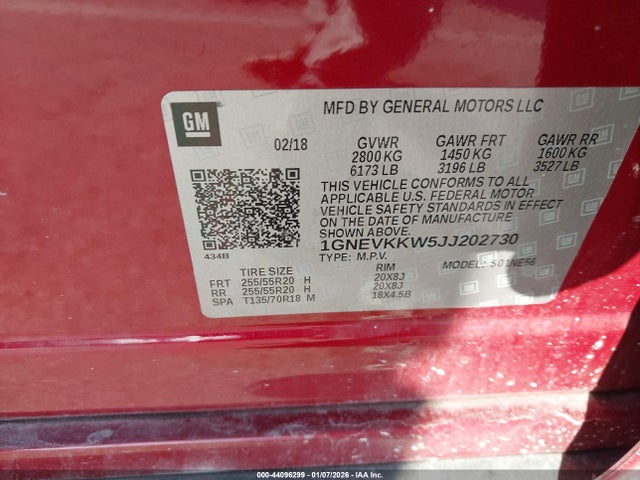 GM
MFD BY GENERAL MOTORS LLC
02/18 GVWR GAWR FRT GAWR RR
2800 KG 1450 KG 1600 KG
6173 LB 3196 LB 3527 LB
THIS VEHICLE CONFORMS TO ALL
APPLICABLE U.S. FEDERAL MOTOR
VEHICLE SAFETY STANDARDS IN EFFECT
ON THE DATE OF MANUFACTURE
SHOWN ABOVE.
1GNEVKKW5JJ202730
434B
TYPE: M.P.V. MODEL: 501NE56
TIRE SIZE RIM
FRT 255/55R20 H 20X8J
RR 255/55R20 H 20X8J
SPA T135/70R18 M 18X4.5B
000-44096299 - 01/07/2026 - IAA Inc.